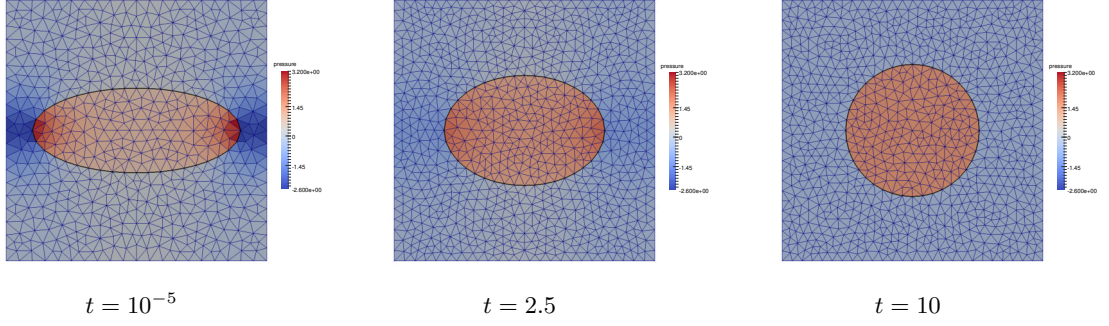 pressure
3.200e+00
1.45
0
-1.45
-2.600e+00
pressure
3.200e+00
1.45
0
-1.45
-2.600e+00
pressure
3.200e+00
1.45
0
-1.45
-2.600e+00
t = 10⁻⁵
t = 2.5
t = 10